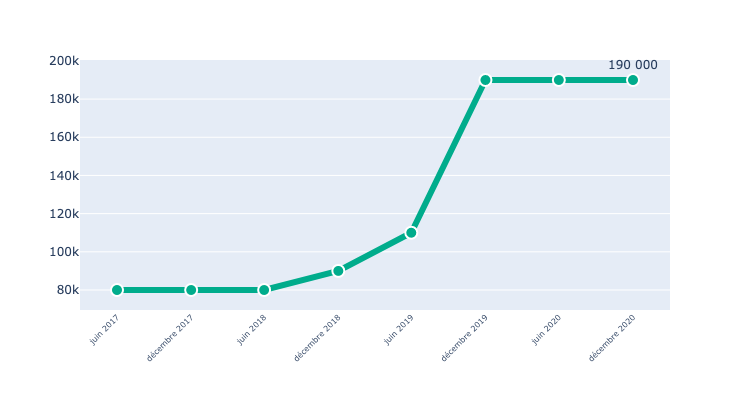 200k
190 000
180k
160k
140k
120k
100k
80k
juin 2017
décembre 2017
juin 2018
décembre 2018
juin 2019
décembre 2019
juin 2020
décembre 2020